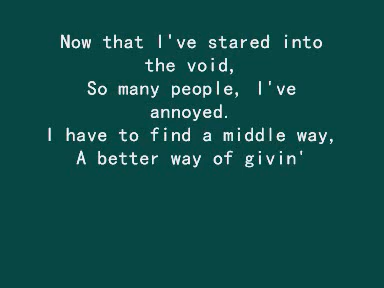 Now that I've stared into
the void,
So many people, I've
annoyed.
I have to find a middle way,
A better way of givin'